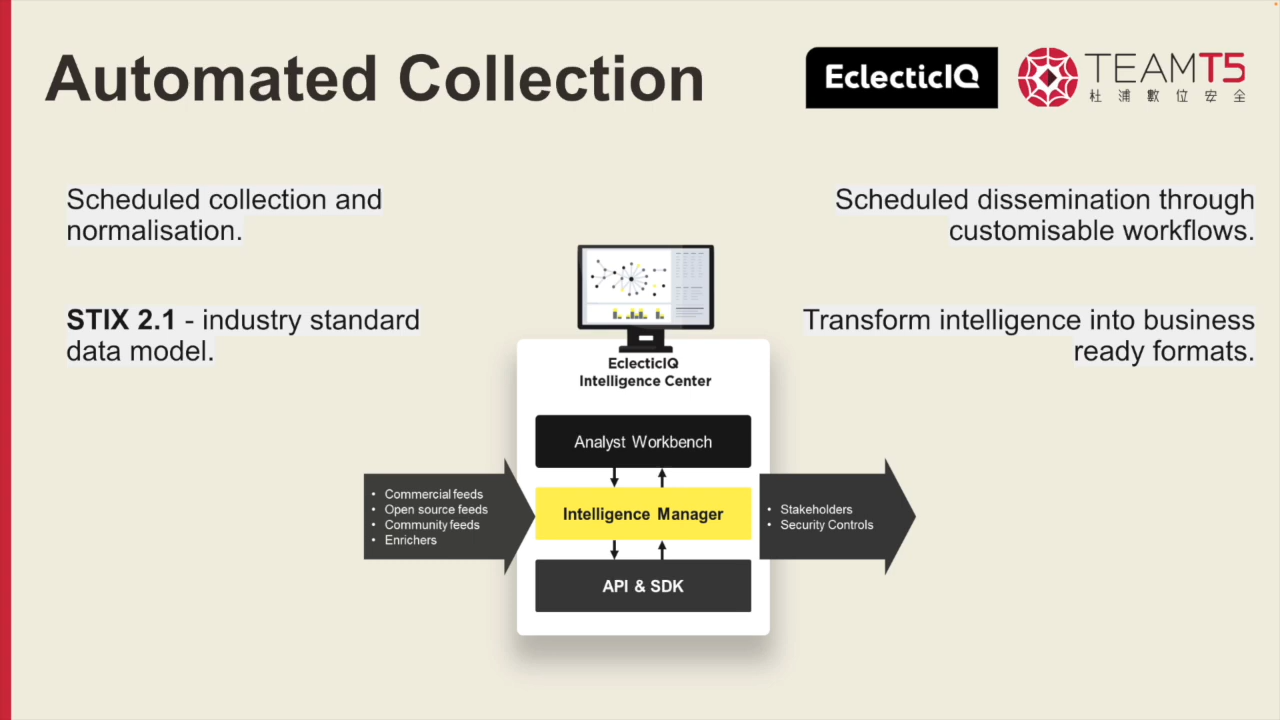 Automated Collection
EclecticIQ
TEAMT5
杜浦數位安全
Scheduled collection and
normalisation.
STIX 2.1 - industry standard
data model.
Scheduled dissemination through
customisable workflows.
Transform intelligence into business
ready formats.
EclecticIQ
Intelligence Center
Analyst Workbench
• Commercial feeds
• Open source feeds
• Community feeds
• Enrichers
Intelligence Manager
• Stakeholders
• Security Controls
API & SDK